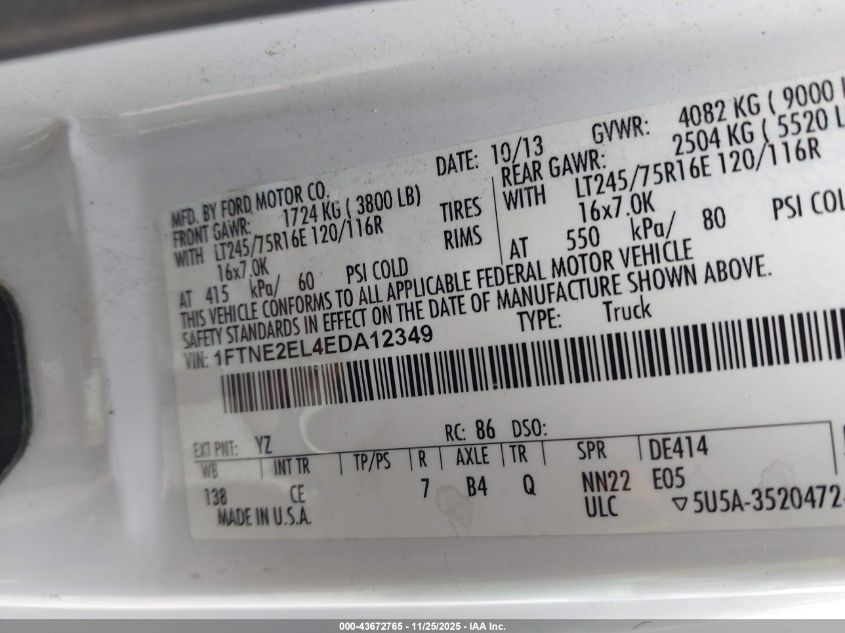 MFD. BY FORD MOTOR CO.
DATE: 10/13
GVWR: 4082 KG ( 9000
FRONT GAWR: 1724 KG ( 3800 LB)
REAR GAWR: 2504 KG ( 5520 L
WITH LT245/75R16E 120/116R TIRES
WITH LT245/75R16E 120/116R
16x7.0K RIMS
16x7.0K
AT 415 kPa/ 60 PSI COLD
AT 550 kPa/ 80 PSI COL
THIS VEHICLE CONFORMS TO ALL APPLICABLE FEDERAL MOTOR VEHICLE
SAFETY STANDARDS IN EFFECT ON THE DATE OF MANUFACTURE SHOWN ABOVE.
VIN: 1FTNE2EL4EDA12349
TYPE: Truck
EXT PNT: YZ RC: 86 DSO:
WB INT TR TP/PS R AXLE TR SPR DE414
138 CE 7 B4 Q NN22 E05
MADE IN U.S.A. ULC ▽5U5A-3520472-
000-43672765 - 11/25/2025 - IAA Inc.